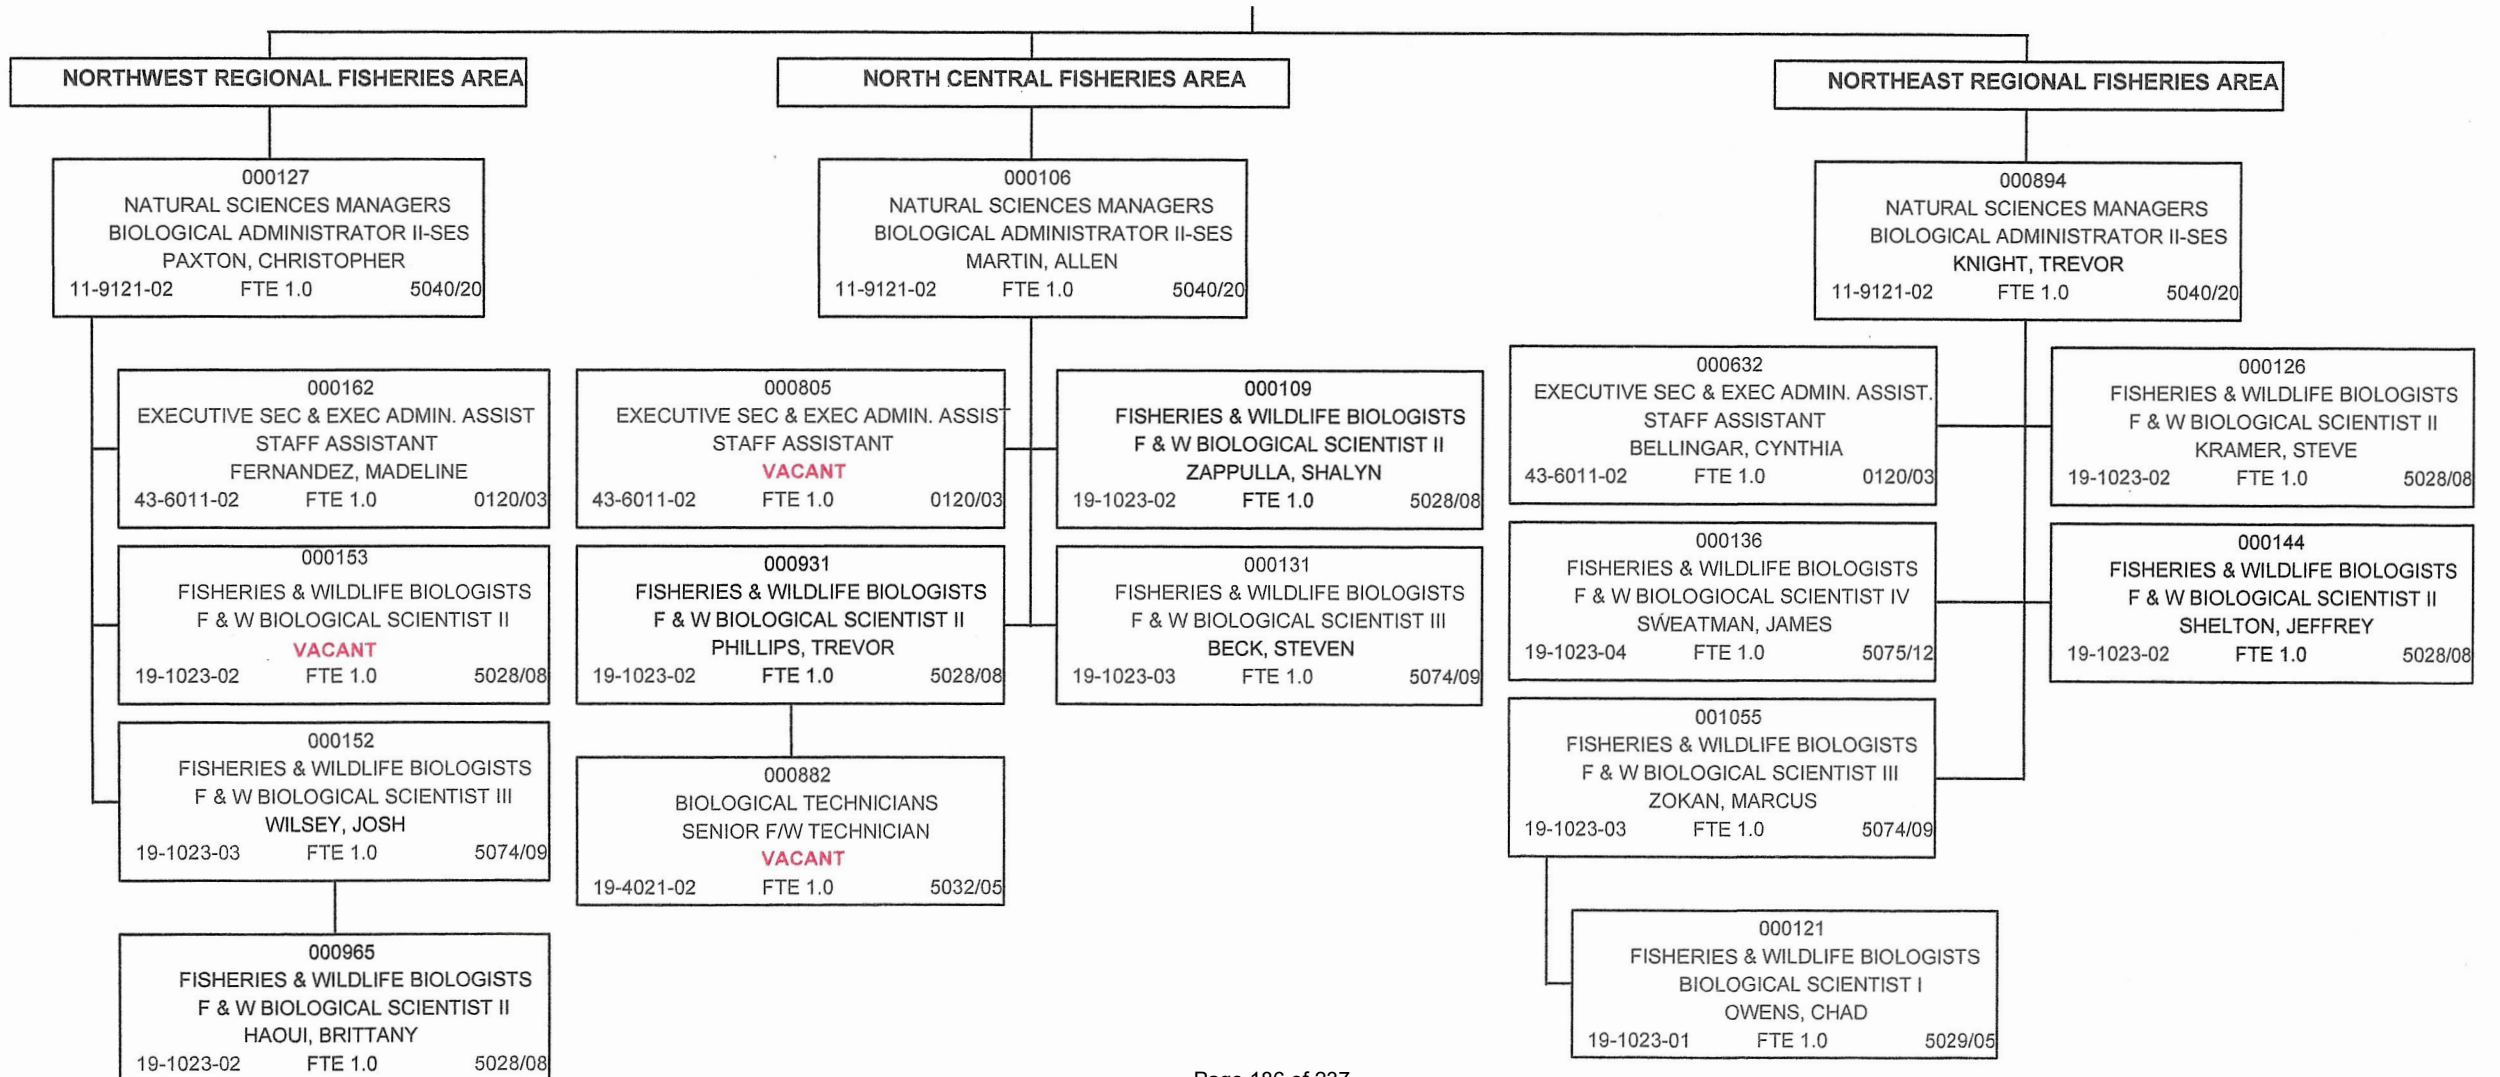 NORTHWEST REGIONAL FISHERIES AREA
000127
NATURAL SCIENCES MANAGERS
BIOLOGICAL ADMINISTRATOR II-SES
PAXTON, CHRISTOPHER
11-9121-02 FTE 1.0 5040/20
000162
EXECUTIVE SEC & EXEC ADMIN. ASSIST
STAFF ASSISTANT
FERNANDEZ, MADELINE
43-6011-02 FTE 1.0 0120/03
000153
FISHERIES & WILDLIFE BIOLOGISTS
F & W BIOLOGICAL SCIENTIST II
VACANT
19-1023-02 FTE 1.0 5028/08
000152
FISHERIES & WILDLIFE BIOLOGISTS
F & W BIOLOGICAL SCIENTIST III
WILSEY, JOSH
19-1023-03 FTE 1.0 5074/09
000965
FISHERIES & WILDLIFE BIOLOGISTS
F & W BIOLOGICAL SCIENTIST II
HAOUI, BRITTANY
19-1023-02 FTE 1.0 5028/08
NORTH CENTRAL FISHERIES AREA
000106
NATURAL SCIENCES MANAGERS
BIOLOGICAL ADMINISTRATOR II-SES
MARTIN, ALLEN
11-9121-02 FTE 1.0 5040/20
000805
EXECUTIVE SEC & EXEC ADMIN. ASSIST
STAFF ASSISTANT
VACANT
43-6011-02 FTE 1.0 0120/03
000109
FISHERIES & WILDLIFE BIOLOGISTS
F & W BIOLOGICAL SCIENTIST II
ZAPPULLA, SHALYN
19-1023-02 FTE 1.0 5028/08
000931
FISHERIES & WILDLIFE BIOLOGISTS
F & W BIOLOGICAL SCIENTIST II
PHILLIPS, TREVOR
19-1023-02 FTE 1.0 5028/08
000131
FISHERIES & WILDLIFE BIOLOGISTS
F & W BIOLOGICAL SCIENTIST III
BECK, STEVEN
19-1023-03 FTE 1.0 5074/09
000882
BIOLOGICAL TECHNICIANS
SENIOR F/W TECHNICIAN
VACANT
19-4021-02 FTE 1.0 5032/05
NORTHEAST REGIONAL FISHERIES AREA
000894
NATURAL SCIENCES MANAGERS
BIOLOGICAL ADMINISTRATOR II-SES
KNIGHT, TREVOR
11-9121-02 FTE 1.0 5040/20
000632
EXECUTIVE SEC & EXEC ADMIN. ASSIST.
STAFF ASSISTANT
BELLINGAR, CYNTHIA
43-6011-02 FTE 1.0 0120/03
000126
FISHERIES & WILDLIFE BIOLOGISTS
F & W BIOLOGICAL SCIENTIST II
KRAMER, STEVE
19-1023-02 FTE 1.0 5028/08
000136
FISHERIES & WILDLIFE BIOLOGISTS
F & W BIOLOGIOCAL SCIENTIST IV
SWEATMAN, JAMES
19-1023-04 FTE 1.0 5075/12
000144
FISHERIES & WILDLIFE BIOLOGISTS
F & W BIOLOGICAL SCIENTIST II
SHELTON, JEFFREY
19-1023-02 FTE 1.0 5028/08
001055
FISHERIES & WILDLIFE BIOLOGISTS
F & W BIOLOGICAL SCIENTIST III
ZOKAN, MARCUS
19-1023-03 FTE 1.0 5074/09
000121
FISHERIES & WILDLIFE BIOLOGISTS
BIOLOGICAL SCIENTIST I
OWENS, CHAD
19-1023-01 FTE 1.0 5029/05
Page 186 of 237